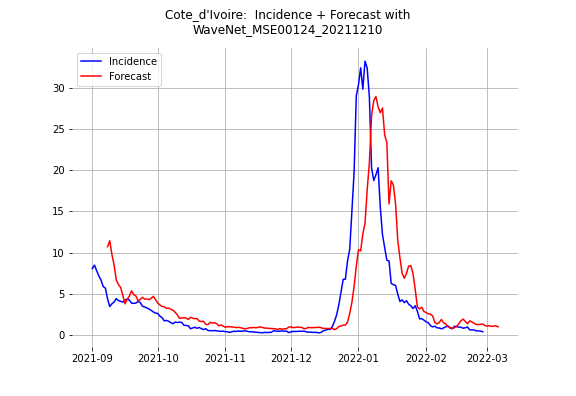 Cote_d'Ivoire:  Incidence + Forecast with
WaveNet_MSE00124_20211210
Incidence
Forecast
30
25
20
15
10
5
0
2021-09 2021-10 2021-11 2021-12 2022-01 2022-02 2022-03